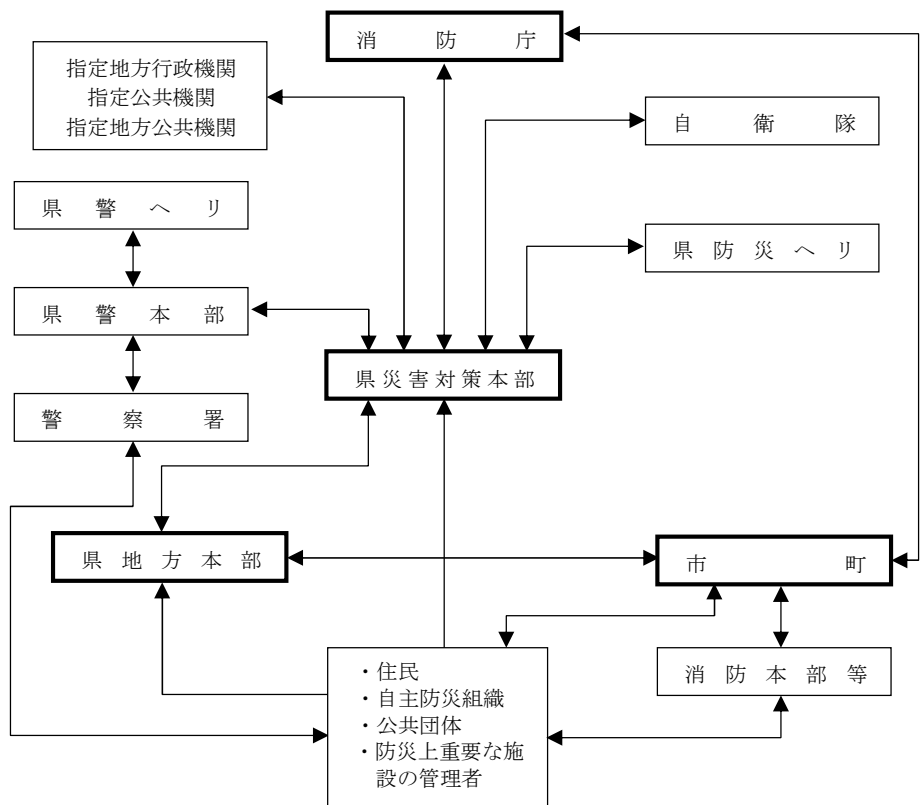 消防庁
指定地方行政機関
指定公共機関
指定地方公共機関
自衛隊
県警ヘリ
県防災ヘリ
県警本部
県災害対策本部
警察署
県地方本部
市町
・住民
・自主防災組織
・公共団体
・防災上重要な施
設の管理者
消防本部等